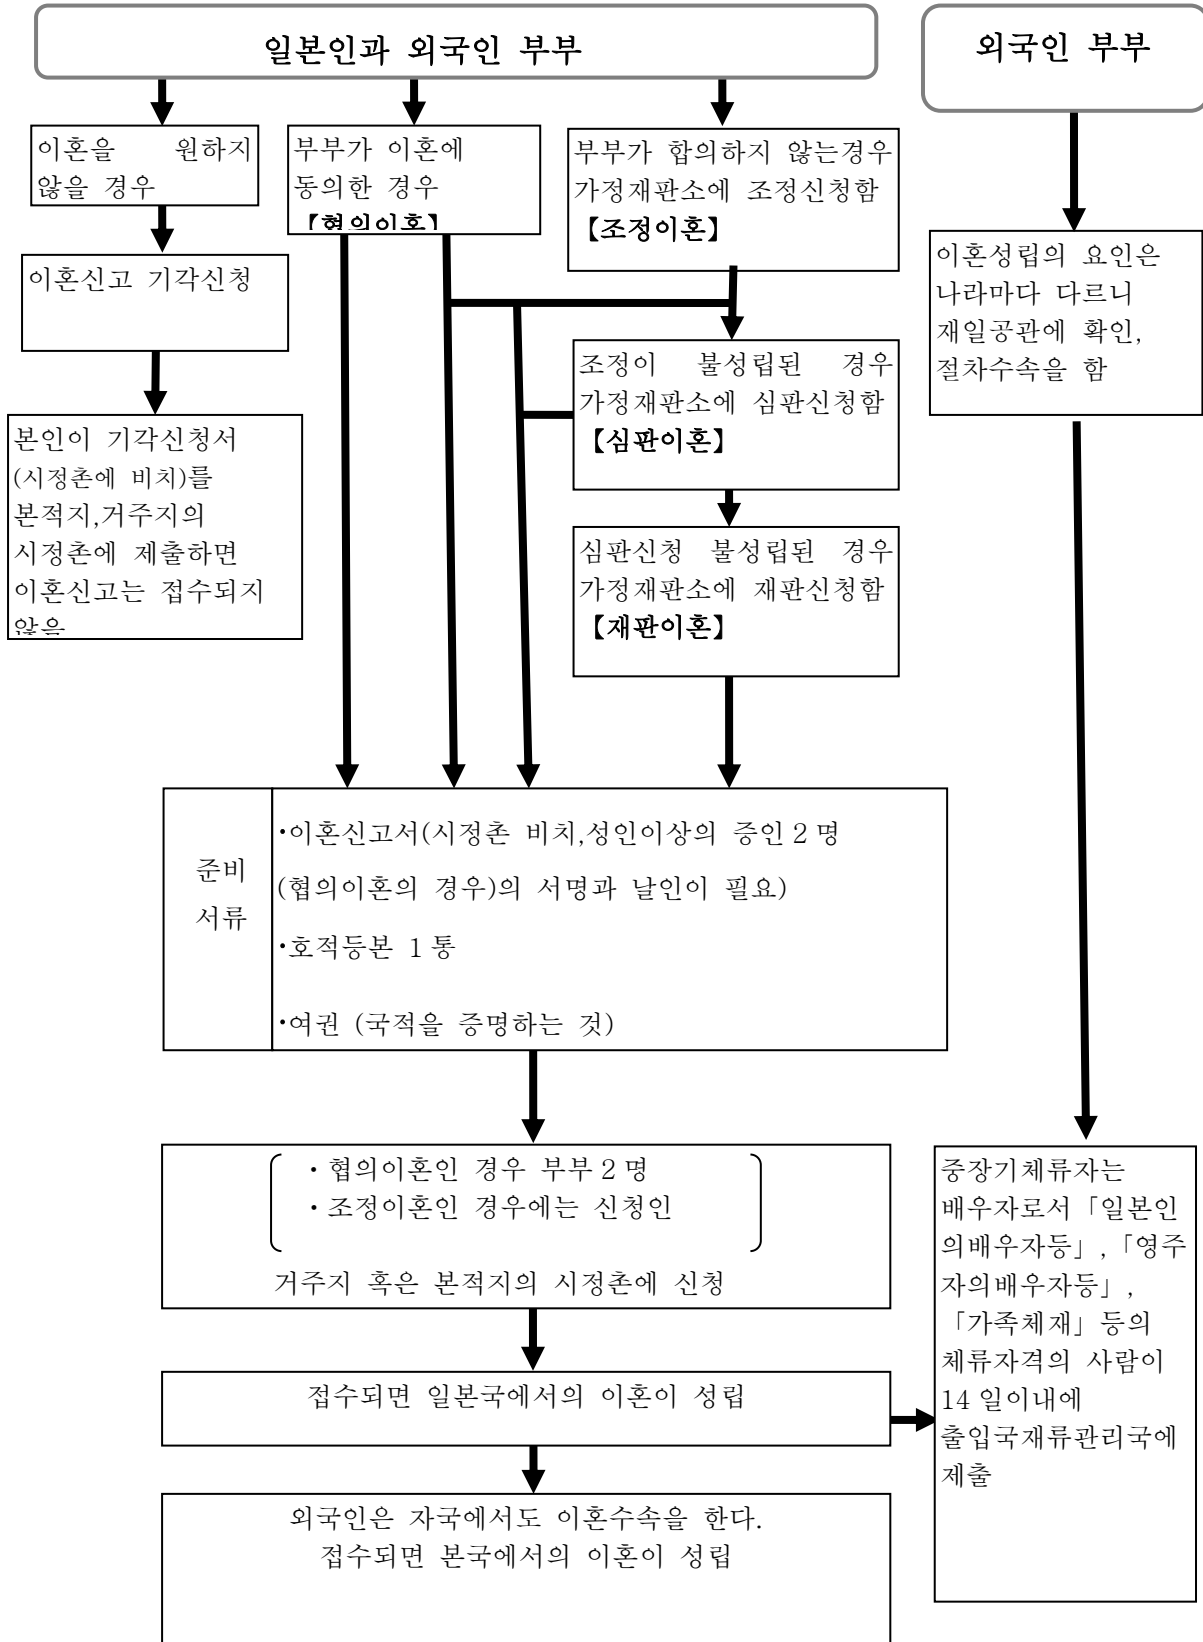 일본인과 외국인 부부
외국인 부부
이혼을 원하지
않을 경우
부부가 이혼에
동의한 경우
【협의이혼】
부부가 합의하지 않는경우
가정재판소에 조정신청함
【조정이혼】
이혼신고 기각신청
이혼성립의 요인은
나라마다 다르니
재일공관에 확인,
절차수속을 함
조정이 불성립된 경우
가정재판소에 심판신청함
【심판이혼】
본인이 기각신청서
(시정촌에 비치)를
본적지,거주지의
시정촌에 제출하면
이혼신고는 접수되지
않음
심판신청 불성립된 경우
가정재판소에 재판신청함
【재판이혼】
준비
서류
・이혼신고서(시정촌 비치,성인이상의 증인 2 명
(협의이혼의 경우)의 서명과 날인이 필요)
・호적등본 1 통
・여권 (국적을 증명하는 것)
・협의이혼인 경우 부부 2 명
・조정이혼인 경우에는 신청인
거주지 혹은 본적지의 시정촌에 신청
접수되면 일본국에서의 이혼이 성립
외국인은 자국에서도 이혼수속을 한다.
접수되면 본국에서의 이혼이 성립
중장기체류자는
배우자로서「일본인
의배우자등」,「영주
자의배우자등」,
「가족체재」등의
체류자격의 사람이
14 일이내에
출입국재류관리국에
제출